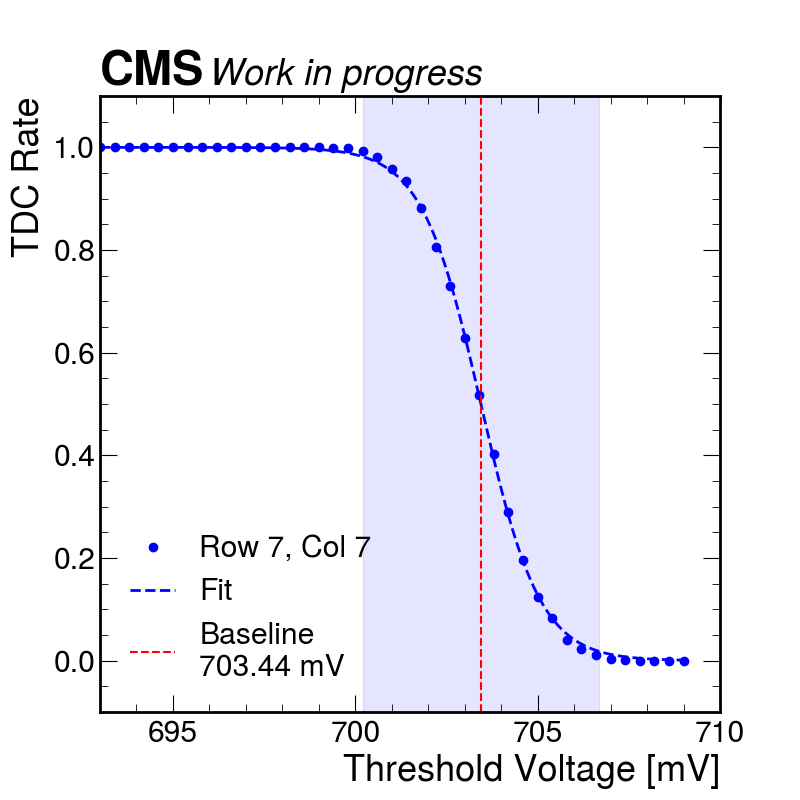 CMS Work in progress
TDC Rate
1.0
0.8
0.6
0.4
0.2
0.0
Row 7, Col 7
Fit
Baseline
703.44 mV
695 700 705 710
Threshold Voltage [mV]